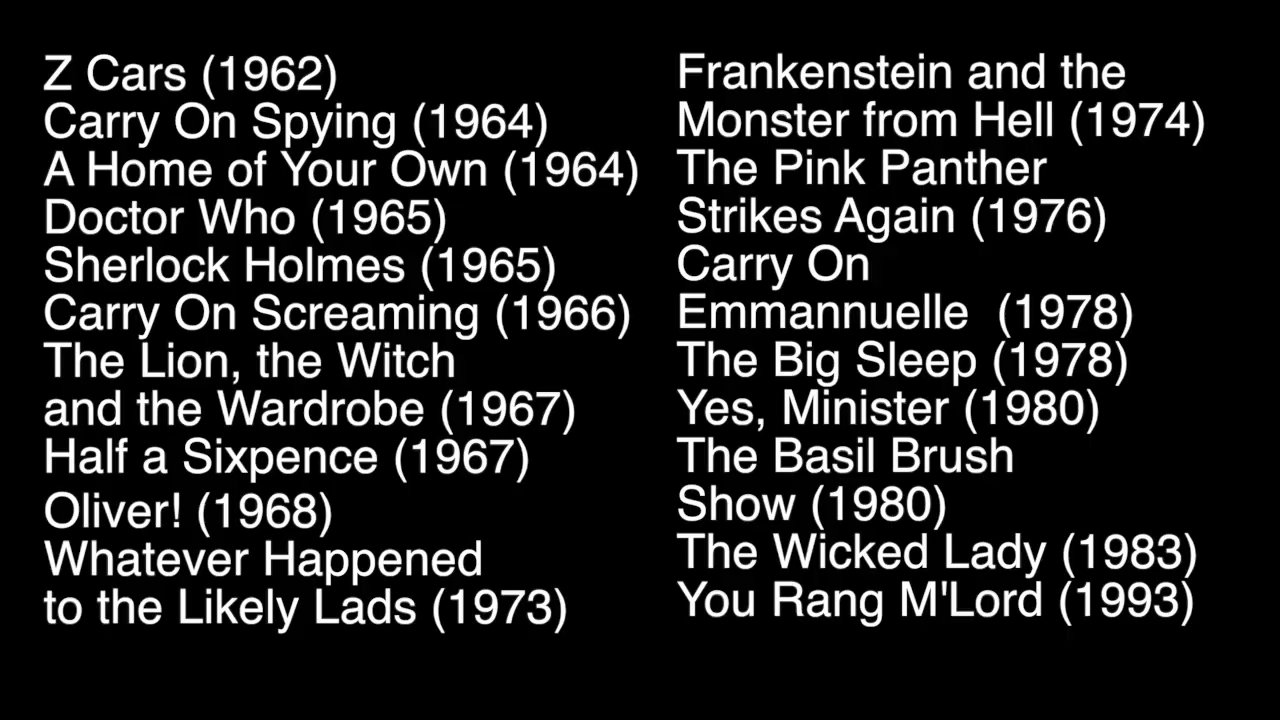 Z Cars (1962)
Carry On Spying (1964)
A Home of Your Own (1964)
Doctor Who (1965)
Sherlock Holmes (1965)
Carry On Screaming (1966)
The Lion, the Witch
and the Wardrobe (1967)
Half a Sixpence (1967)
Oliver! (1968)
Whatever Happened
to the Likely Lads (1973)
Frankenstein and the
Monster from Hell (1974)
The Pink Panther
Strikes Again (1976)
Carry On
Emmannuelle  (1978)
The Big Sleep (1978)
Yes, Minister (1980)
The Basil Brush
Show (1980)
The Wicked Lady (1983)
You Rang M'Lord (1993)